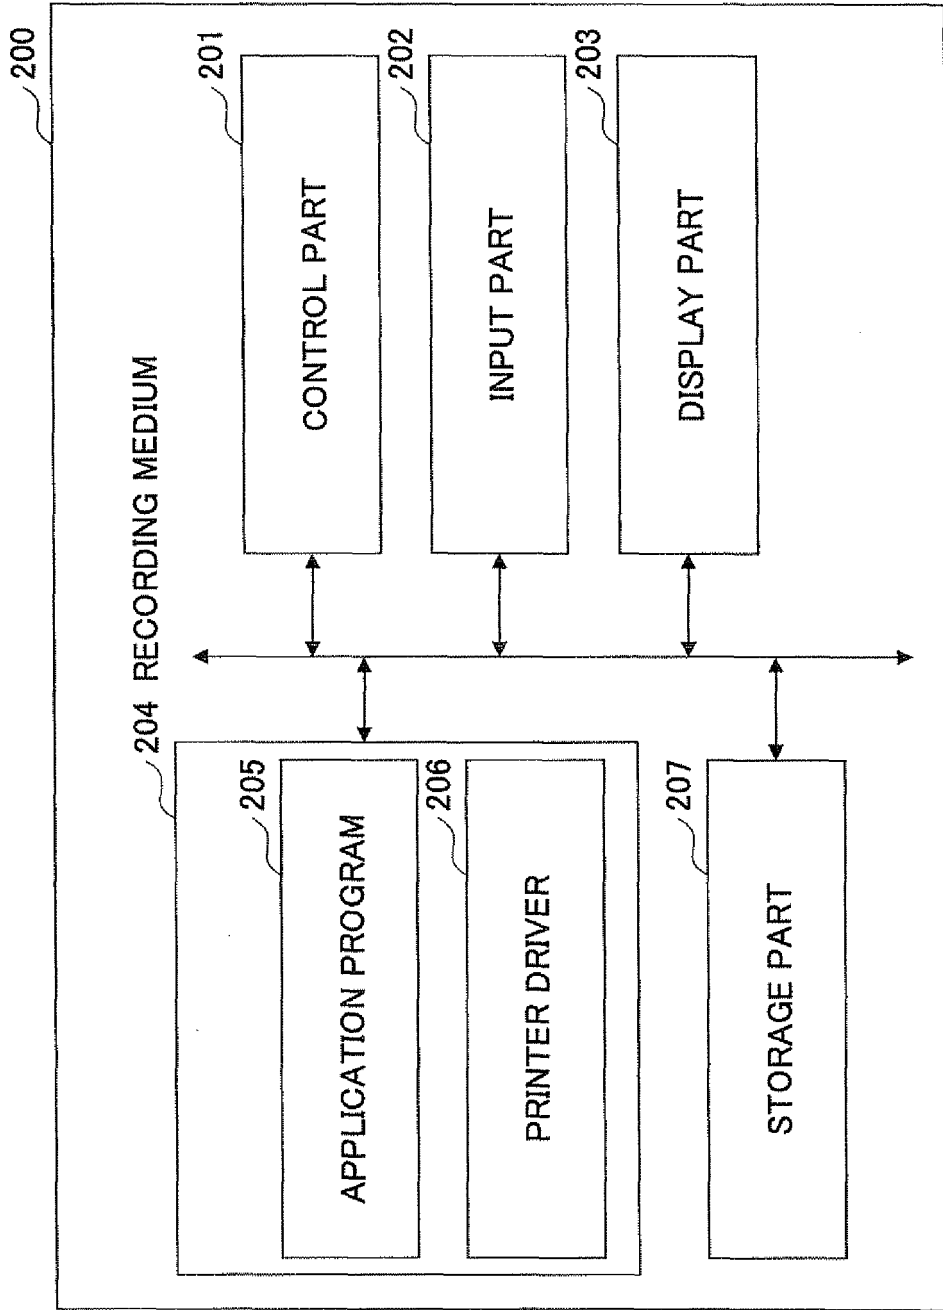 200
204 RECORDING MEDIUM
205
APPLICATION PROGRAM
206
PRINTER DRIVER
207
STORAGE PART
201
CONTROL PART
202
INPUT PART
203
DISPLAY PART